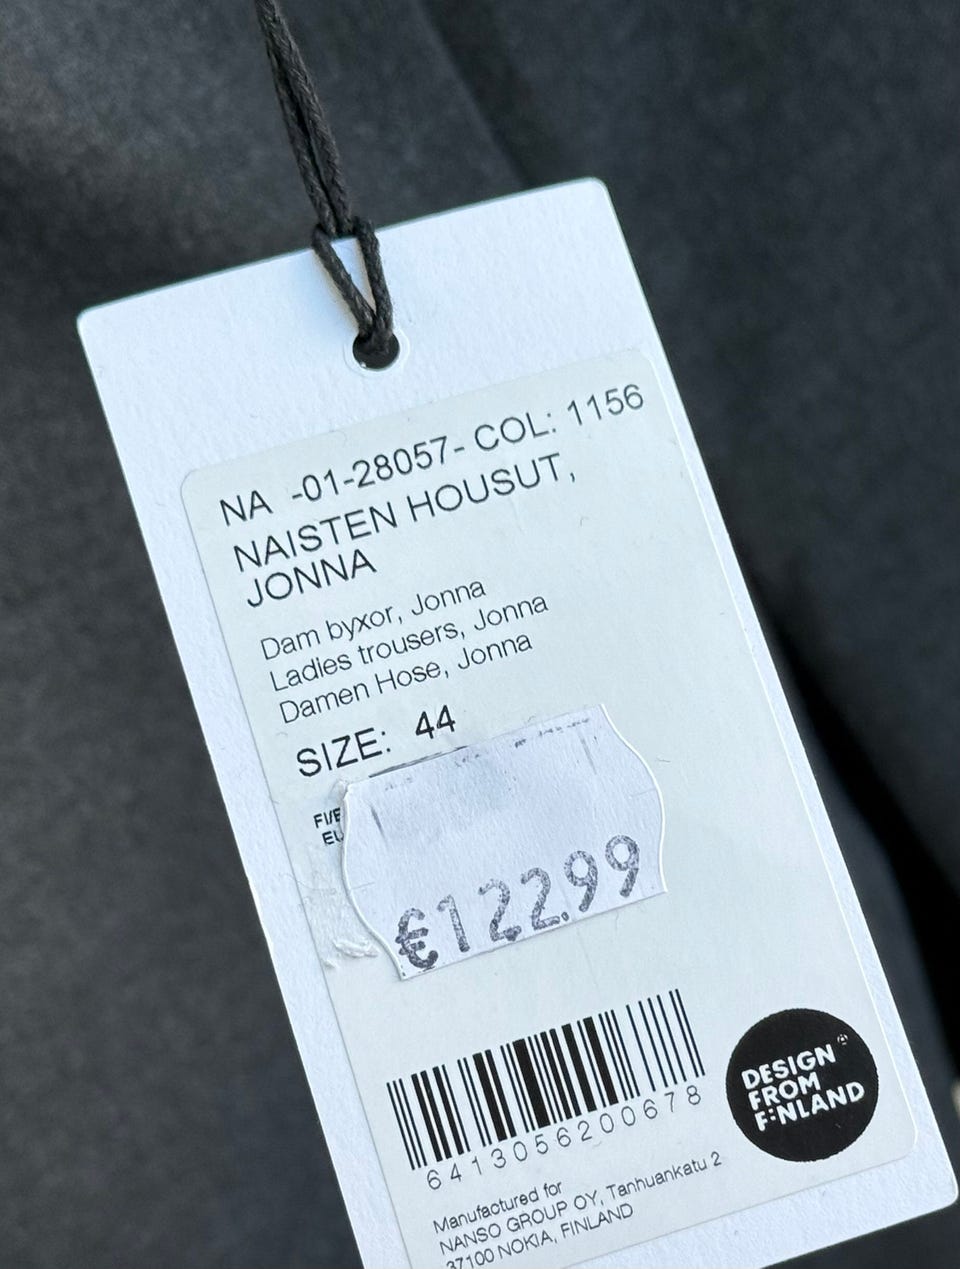 NA -01-28057- COL: 1156
NAISTEN HOUSUT,
JONNA
Dam byxor, Jonna
Ladies trousers, Jonna
Damen Hose, Jonna
SIZE: 44
€122.99
6413056200678
DESIGN
FROM
FINLAND
Manufactured for
NANSO GROUP OY, Tanhuankatu 2
37100 NOKIA, FINLAND